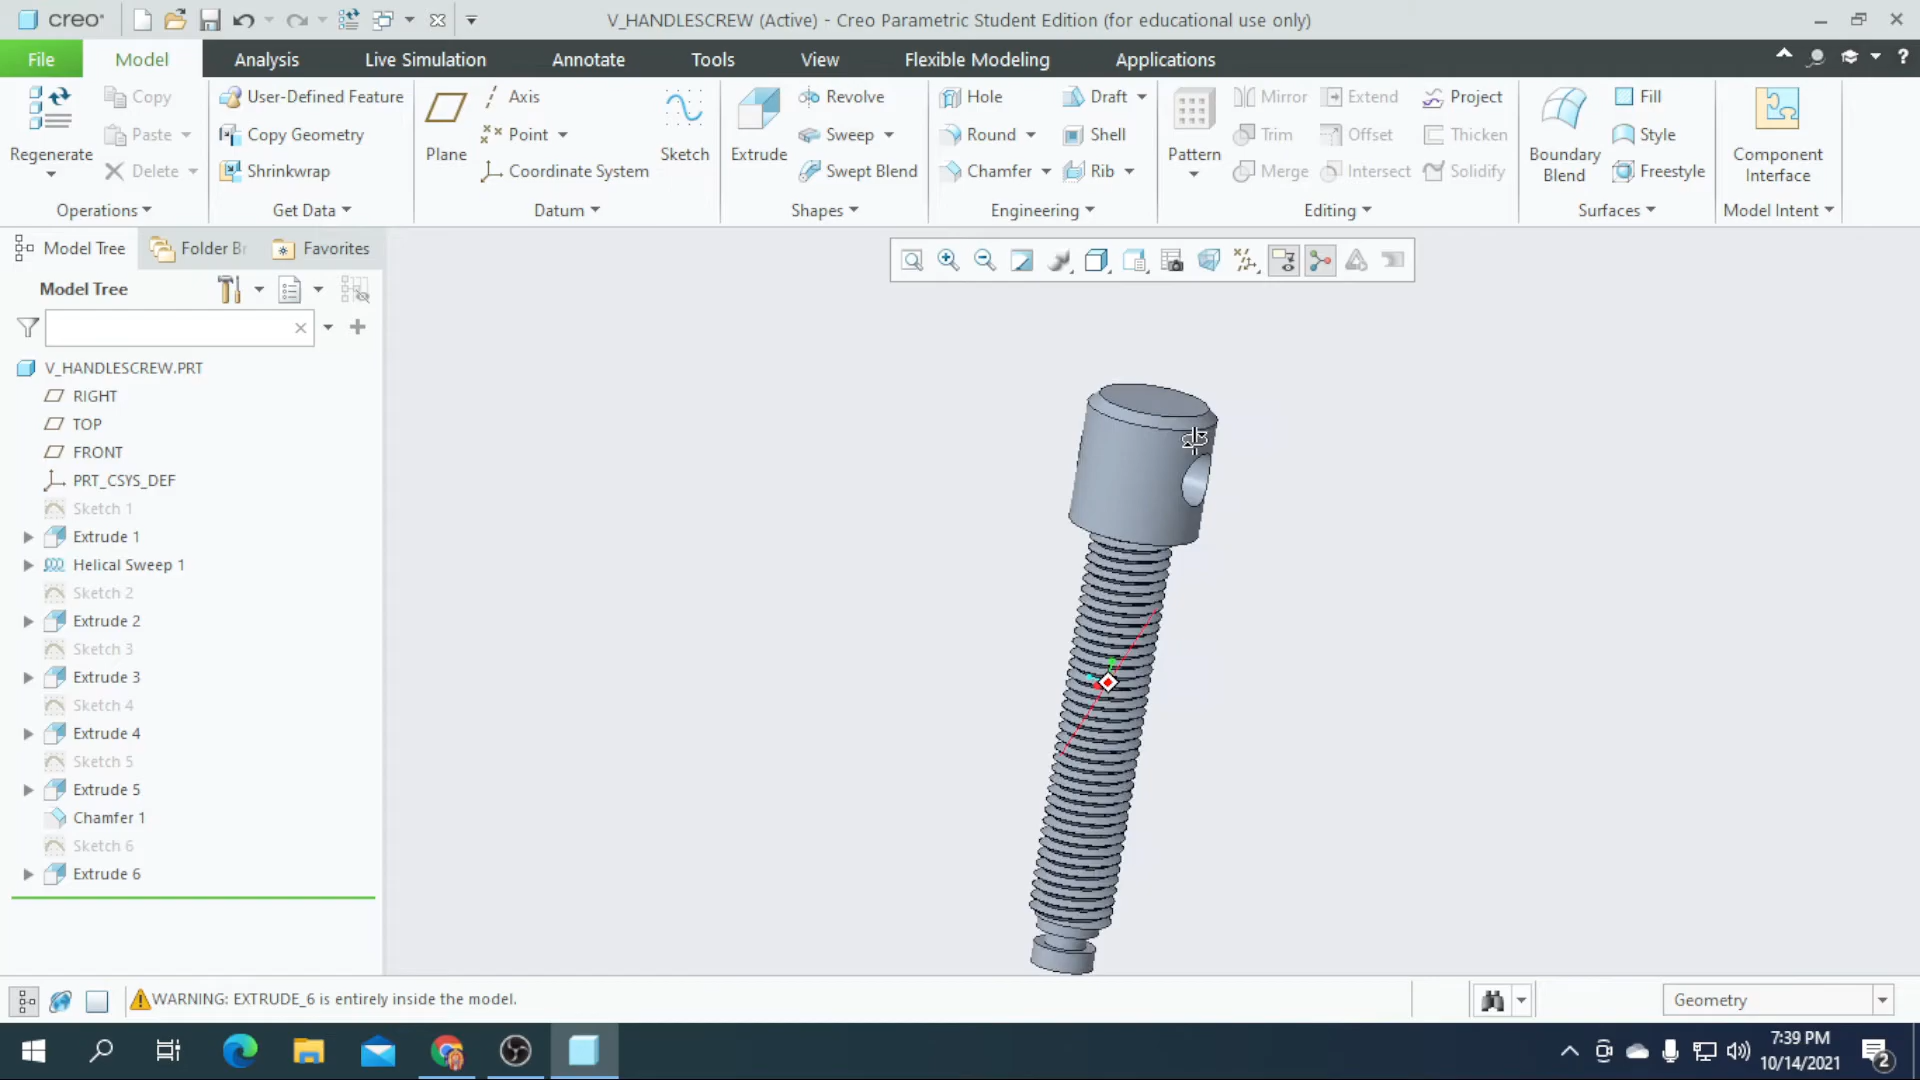 creo
V_HANDLESCREW (Active) - Creo Parametric Student Edition (for educational use only)
File Model Analysis Live Simulation Annotate Tools View Flexible Modeling Applications
Regenerate
Copy
Paste
Delete
Operations
User-Defined Feature
Copy Geometry
Shrinkwrap
Get Data
Plane
Axis
Point
Coordinate System
Sketch
Datum
Extrude
Revolve
Sweep
Swept Blend
Shapes
Hole
Round
Chamfer
Draft
Shell
Rib
Engineering
Pattern
Mirror
Trim
Merge
Extend
Offset
Intersect
Project
Thicken
Solidify
Editing
Boundary
Blend
Fill
Style
Freestyle
Surfaces
Component
Interface
Model Intent
Model Tree Folder Br Favorites
Model Tree
V_HANDLESCREW.PRT
RIGHT
TOP
FRONT
PRT_CSYS_DEF
Sketch 1
Extrude 1
Helical Sweep 1
Sketch 2
Extrude 2
Sketch 3
Extrude 3
Sketch 4
Extrude 4
Sketch 5
Extrude 5
Chamfer 1
Sketch 6
Extrude 6
WARNING: EXTRUDE_6 is entirely inside the model.
Geometry
7:39 PM
10/14/2021
2